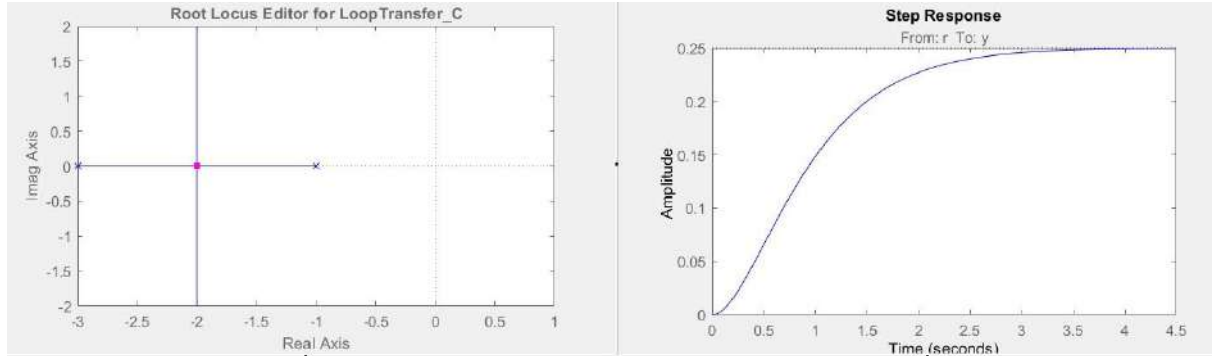 Root Locus Editor for LoopTransfer_C
2
1.5
1
0.5
0
-0.5
-1
-1.5
-2
Imag Axis
-3 -2.5 -2 -1.5 -1 -0.5 0 0.5 1
Real Axis
Step Response
From: r To: y
0.25
0.2
0.15
0.1
0.05
0
Amplitude
0 0.5 1 1.5 2 2.5 3 3.5 4 4.5
Time (seconds)